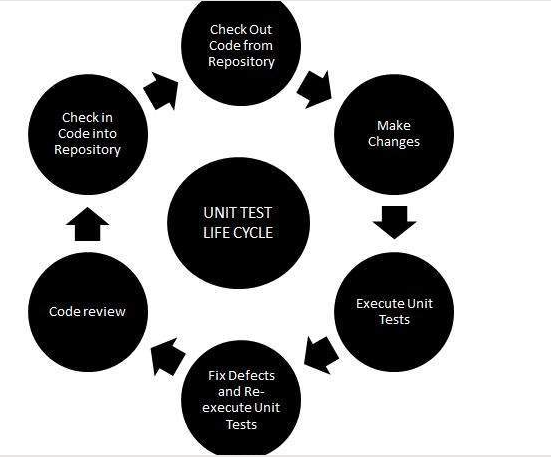 Check Out
Code from
Repository
Make
Changes
Execute Unit
Tests
Fix Defects
and Re-
execute Unit
Tests
Code review
Check in
Code into
Repository
UNIT TEST
LIFE CYCLE